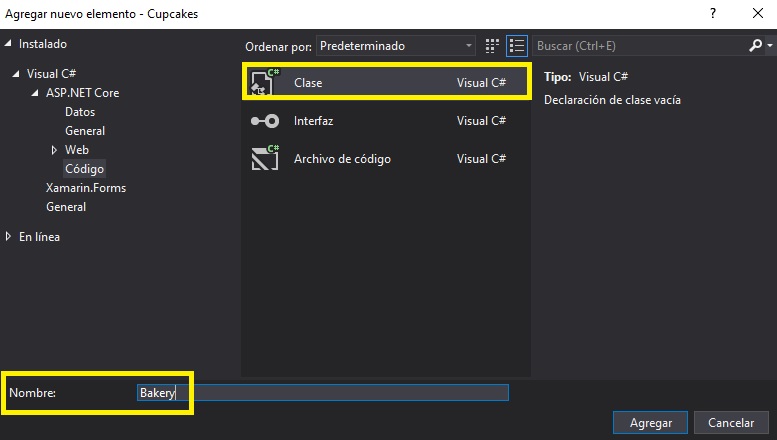 Agregar nuevo elemento - Cupcakes
? ×
Instalado
Visual C#
ASP.NET Core
Datos
General
Web
Código
Xamarin.Forms
General
En línea
Ordenar por: Predeterminado
Buscar (Ctrl+E)
C# Clase Visual C#
Interfaz Visual C#
C# Archivo de código Visual C#
Tipo: Visual C#
Declaración de clase vacía
Nombre: Bakery
Agregar Cancelar